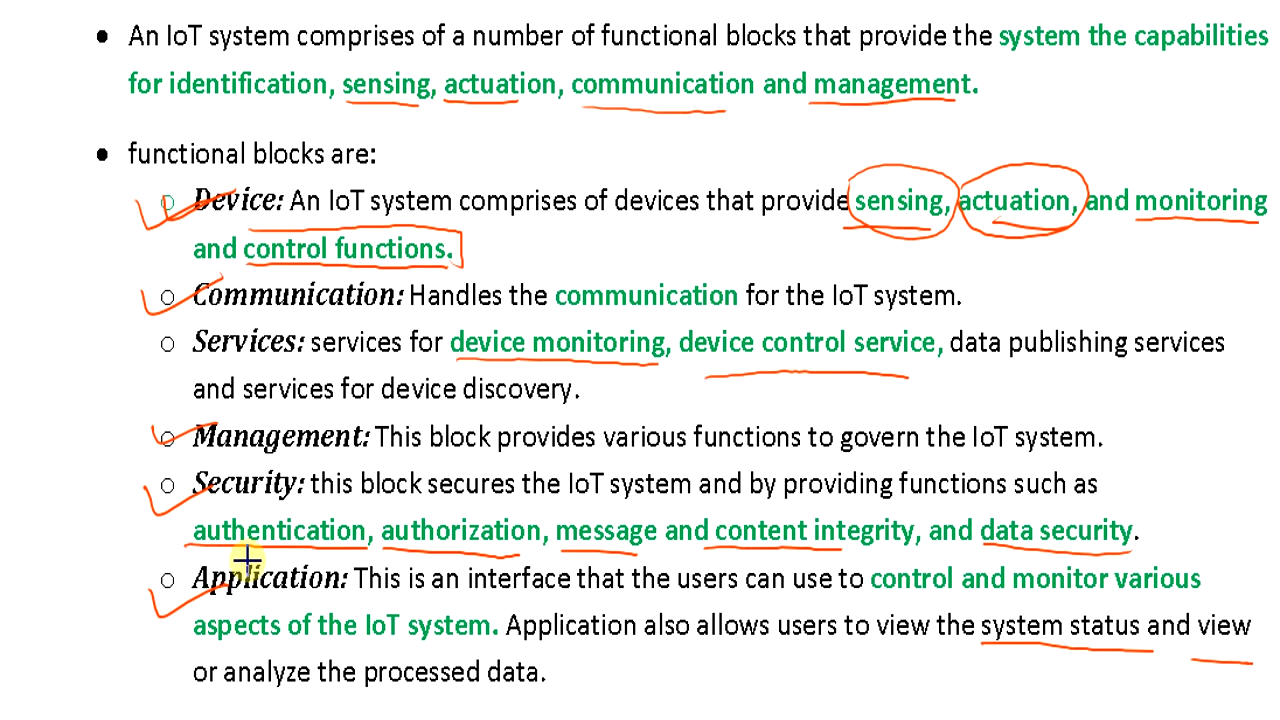 ● An IoT system comprises of a number of functional blocks that provide the system the capabilities
for identification, sensing, actuation, communication and management.
● functional blocks are:
○ Device: An IoT system comprises of devices that provide sensing, actuation, and monitoring
and control functions.
○ Communication: Handles the communication for the IoT system.
○ Services: services for device monitoring, device control service, data publishing services
and services for device discovery.
○ Management: This block provides various functions to govern the IoT system.
○ Security: this block secures the IoT system and by providing functions such as
authentication, authorization, message and content integrity, and data security.
○ Application: This is an interface that the users can use to control and monitor various
aspects of the IoT system. Application also allows users to view the system status and view
or analyze the processed data.